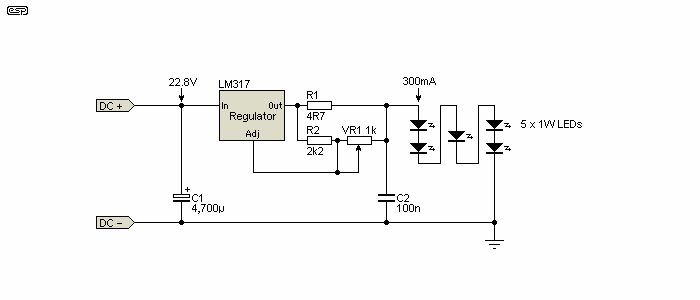 esp
22.8V
LM317
300mA
DC +
In
Out
Regulator
Adj
R1
4R7
R2
2k2
VR1 1k
5 x 1W LEDs
+
C1
4,700µ
C2
100n
DC −